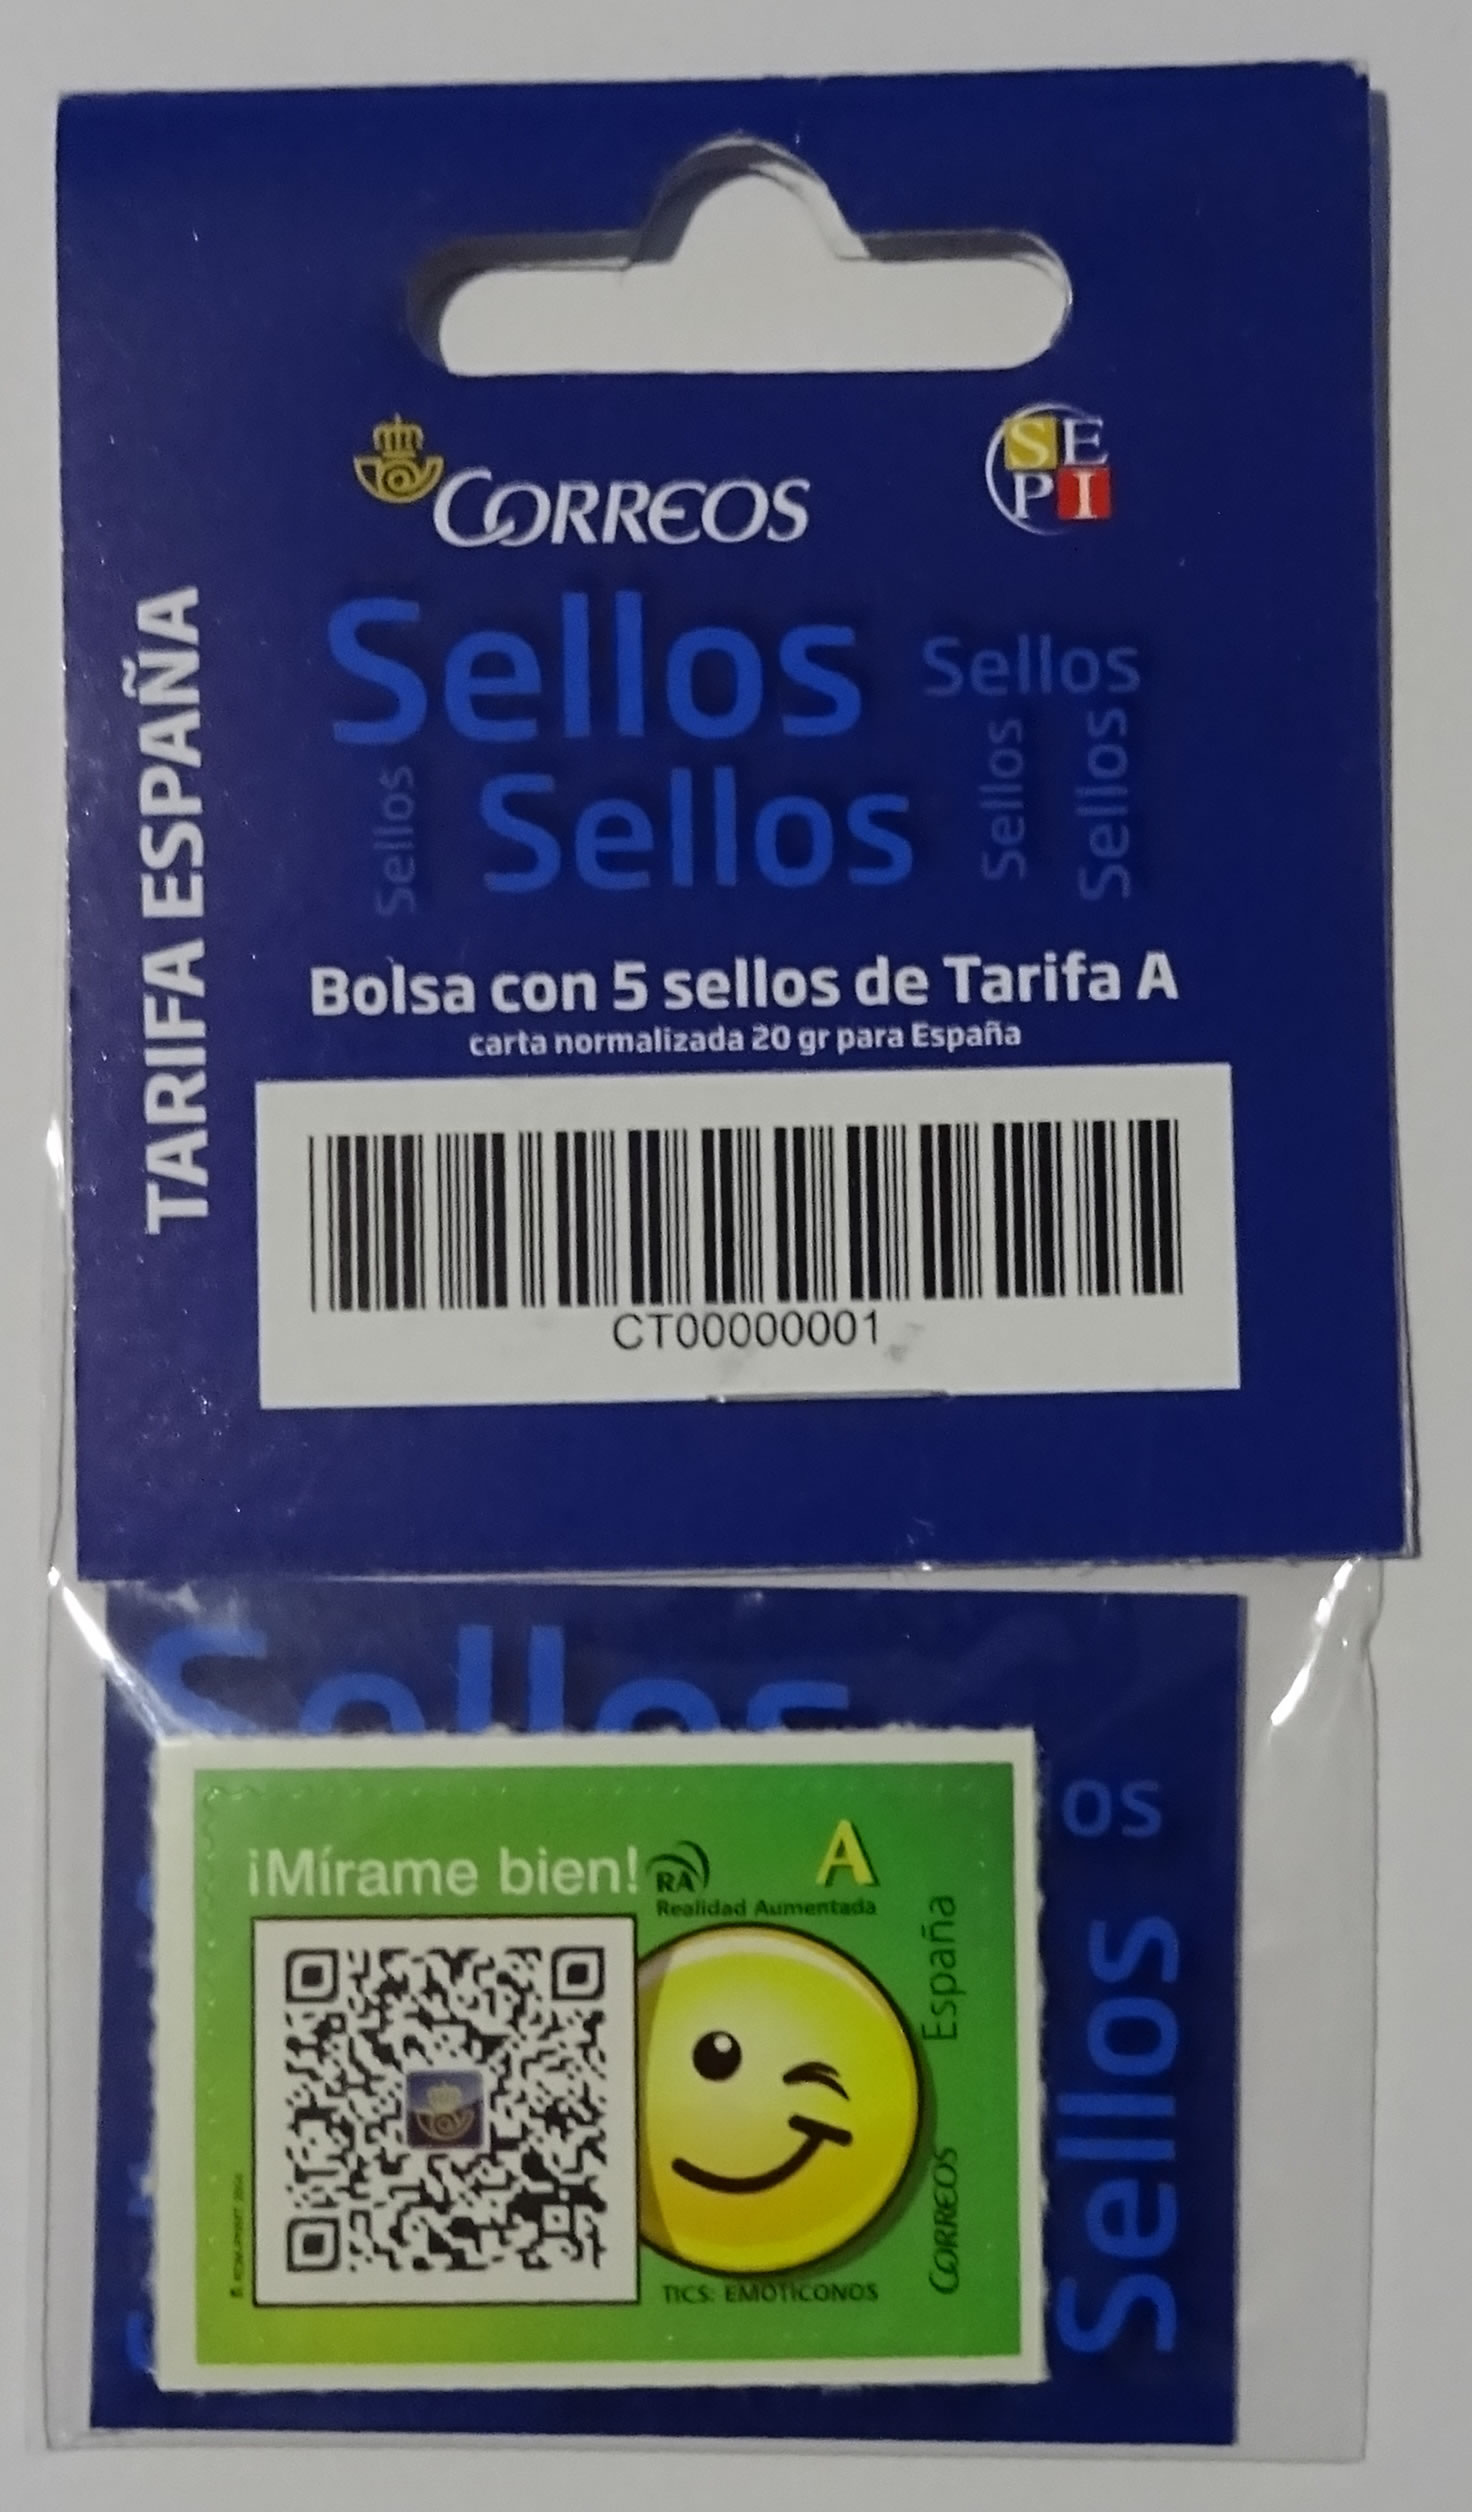 CORREOS
SEPI
TARIFA ESPAÑA
Sellos
Sellos
Sellos
Sellos
Sellos
Sellos
Bolsa con 5 sellos de Tarifa A
carta normalizada 20 gr para España
CT00000001
Sellos
os
Sellos
¡Mírame bien!
RA
Realidad Aumentada
A
España
CORREOS
TICS: EMOTICONOS